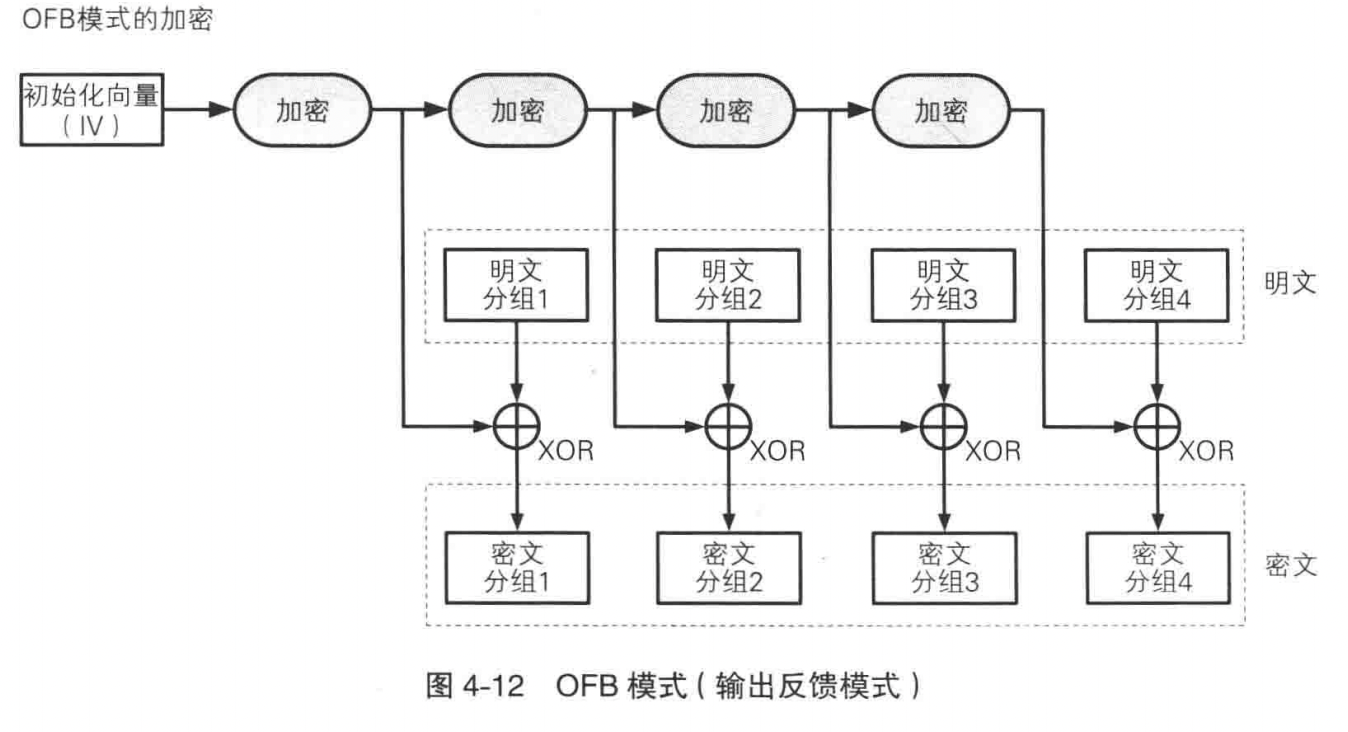 OFB模式的加密
初始化向量
（IV）
加密
加密
加密
加密
明文
分组1
明文
分组2
明文
分组3
明文
分组4
明文
XOR
XOR
XOR
XOR
密文
分组1
密文
分组2
密文
分组3
密文
分组4
密文
图 4-12 OFB 模式（输出反馈模式）